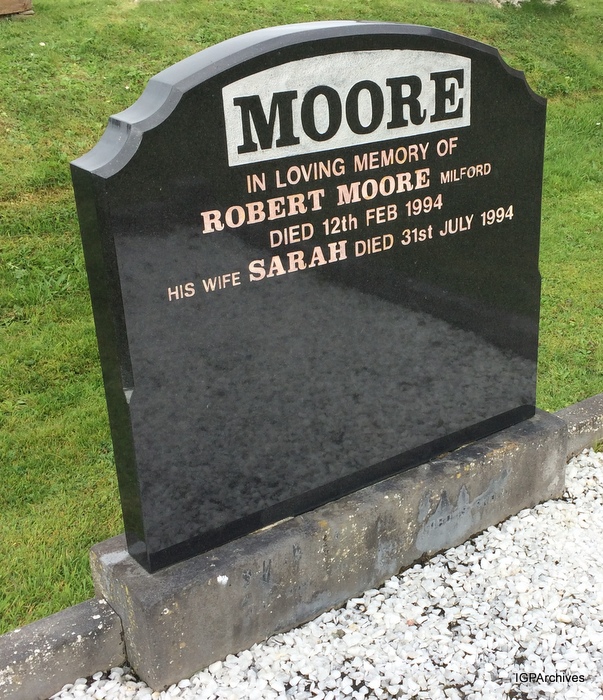 MOORE
IN LOVING MEMORY OF
ROBERT MOORE MILFORD
DIED 12th FEB 1994
HIS WIFE SARAH DIED 31st JULY 1994
IGPArchives